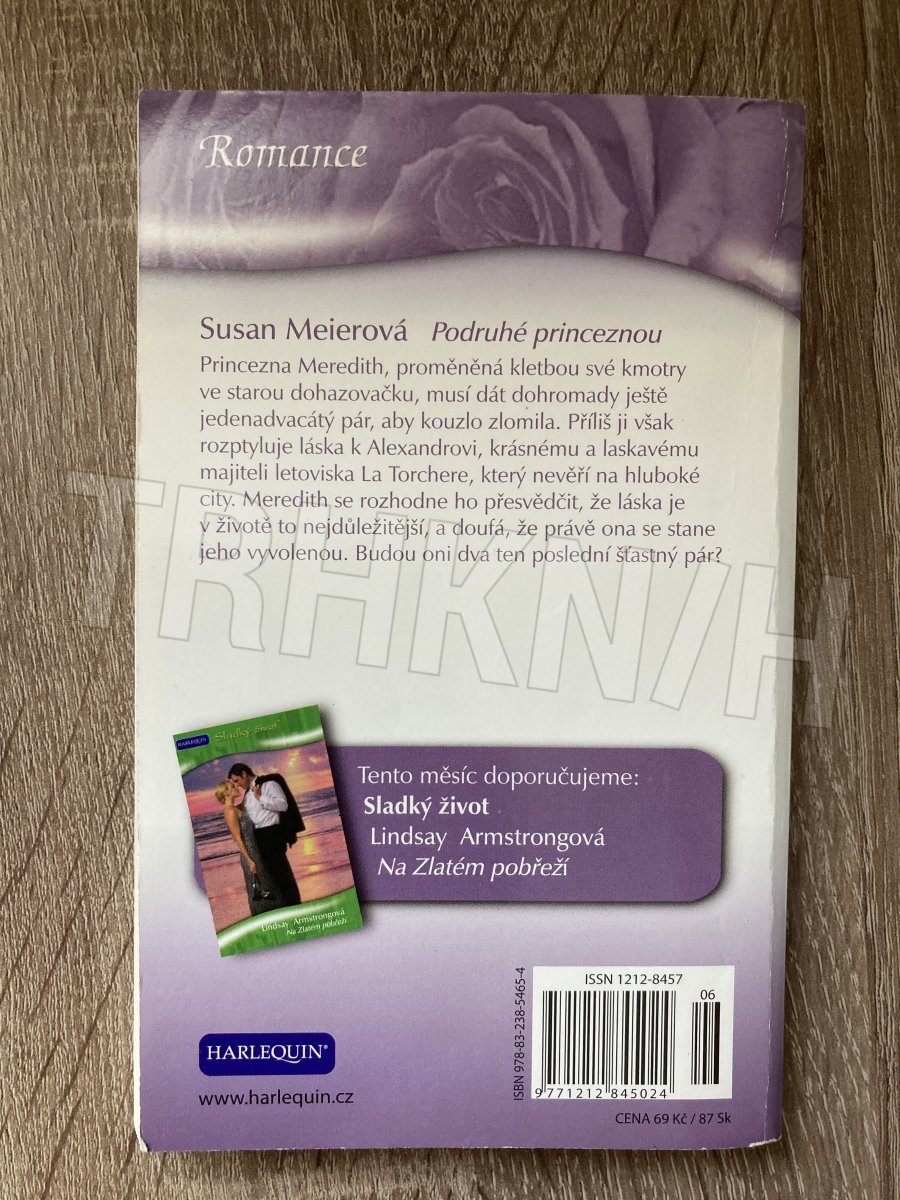 Romance
Susan Meierová Podruhé princeznou
Princezna Meredith, proměněná kletbou své kmotry
ve starou dohazovačku, musí dát dohromady ještě
jedenadvacátý pár, aby kouzlo zlomila. Příliš ji však
rozptyluje láska k Alexandrovi, krásnému a laskavému
majiteli letoviska La Torchere, který nevěří na hluboké
city. Meredith se rozhodne ho přesvědčit, že láska je
v životě to nejdůležitější, a doufá, že právě ona se stane
jeho vyvolenou. Budou oni dva ten poslední šťastný pár?
TRHKNIH
HARLEQUIN Sladký život
Lindsay Armstrongová
Na Zlatém pobřeží
Tento měsíc doporučujeme:
Sladký život
Lindsay Armstrongová
Na Zlatém pobřeží
ISBN 978-83-238-5465-4
ISSN 1212-8457
06
9 771212 845024
CENA 69 Kč / 87 Sk
HARLEQUIN®
www.harlequin.cz